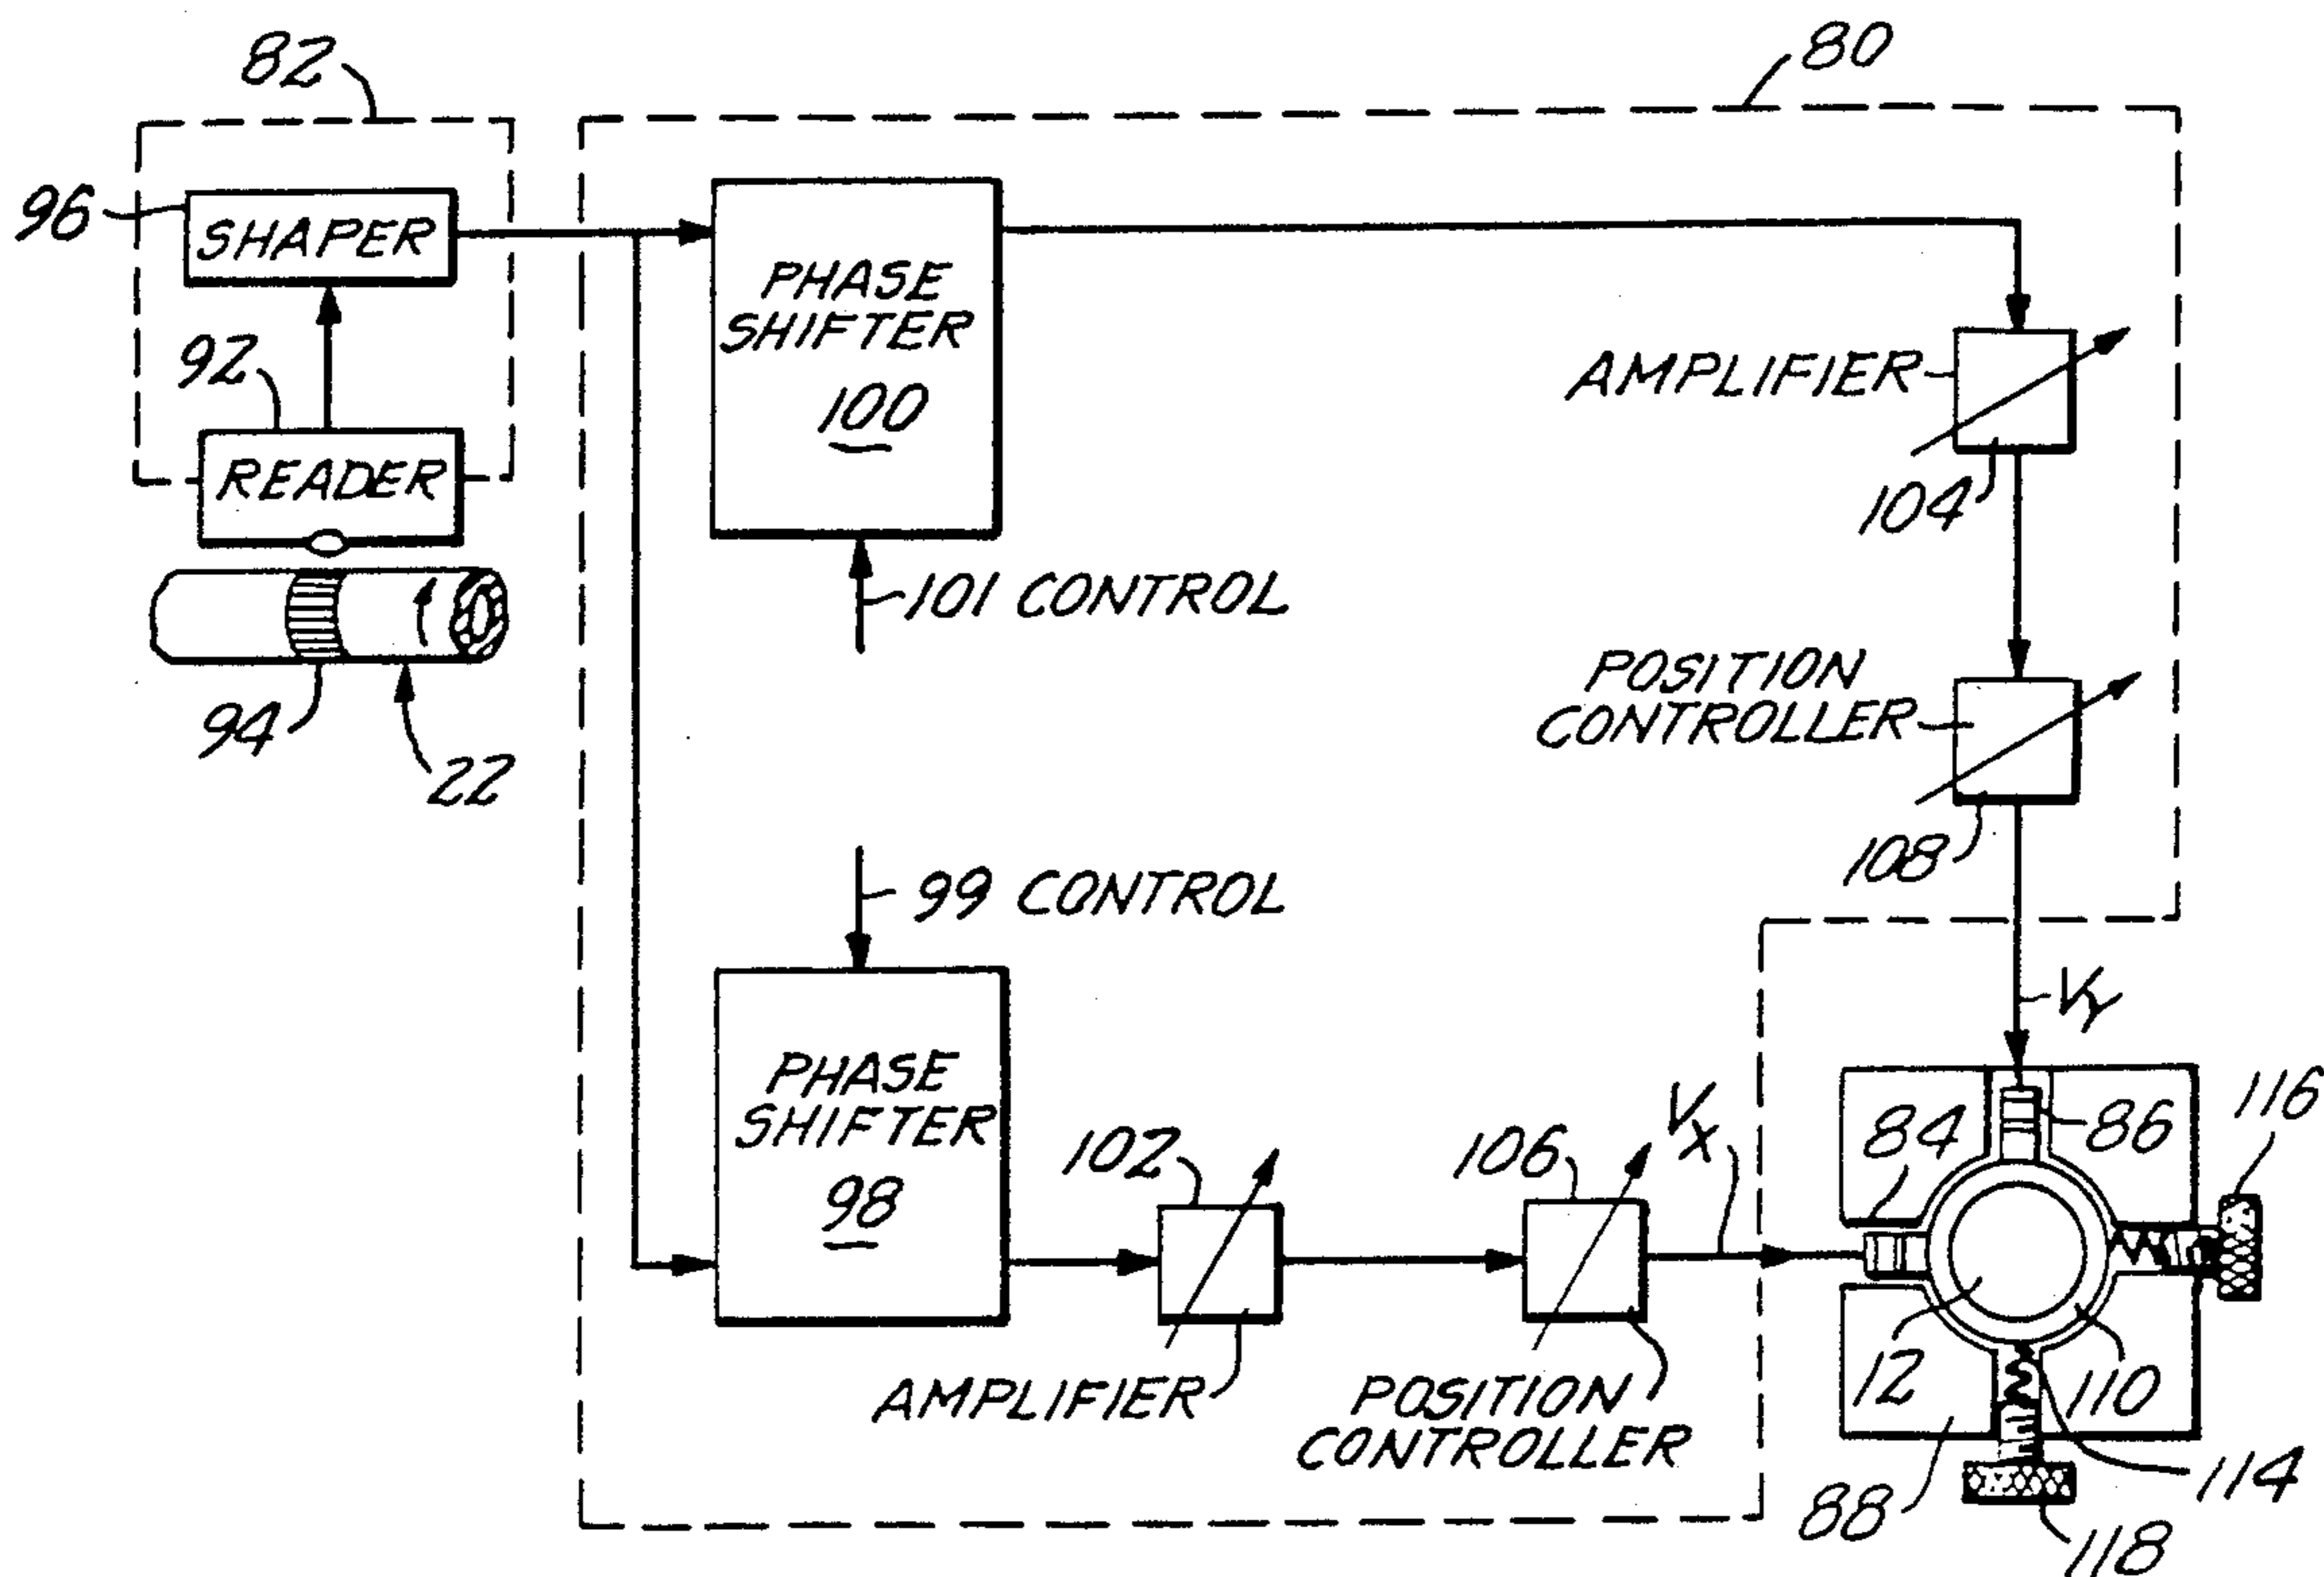 82
80
96
SHAPER
PHASE
SHIFTER
100
92
READER
AMPLIFIER
104
101 CONTROL
94
22
POSITION
CONTROLLER
108
99 CONTROL
VY
PHASE
SHIFTER
98
102
106
VX
84
86
116
AMPLIFIER
POSITION
CONTROLLER
12
110
88
114
118